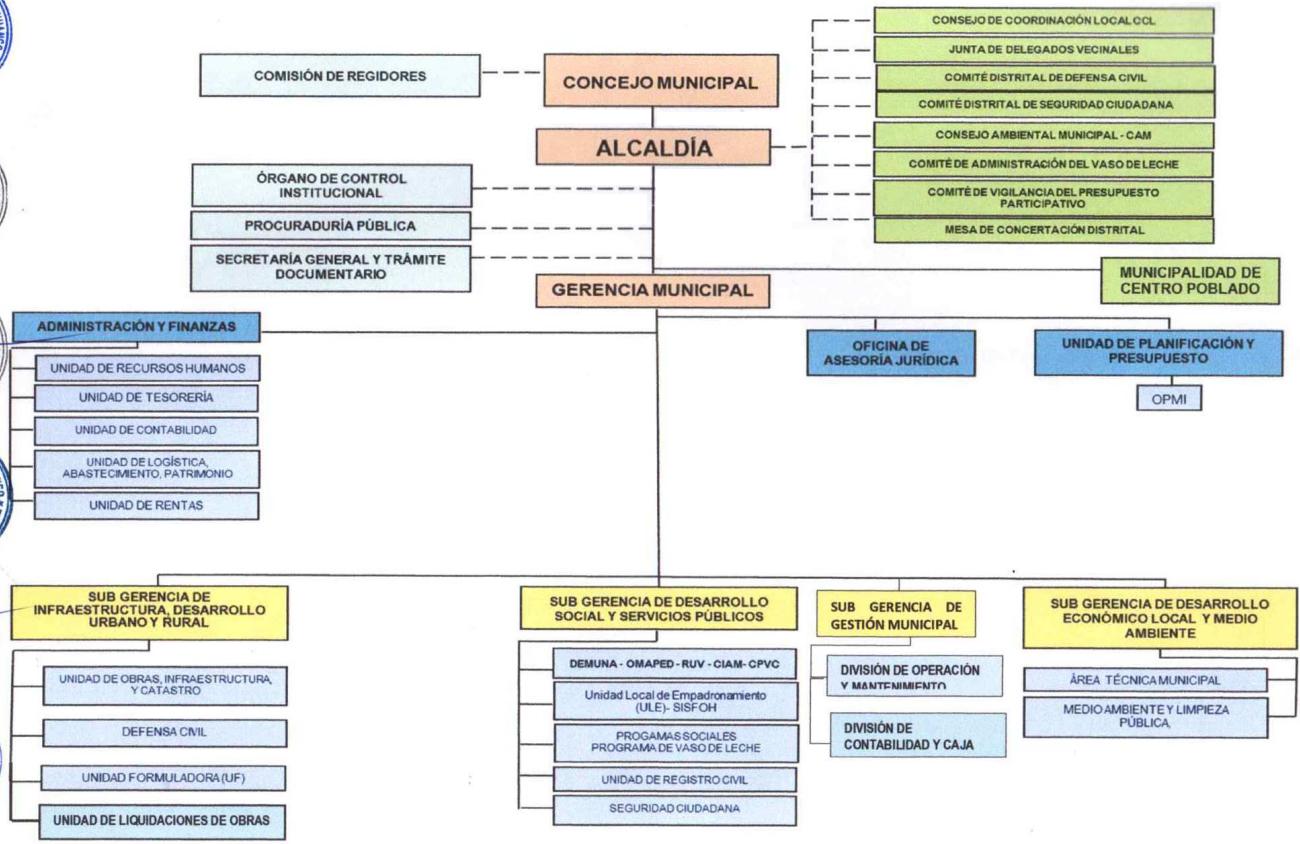 CONSEJO DE COORDINACIÓN LOCAL CCL
JUNTA DE DELEGADOS VECINALES
COMITÉ DISTRITAL DE DEFENSA CIVIL
COMITÉ DISTRITAL DE SEGURIDAD CIUDADANA
CONSEJO AMBIENTAL MUNICIPAL - CAM
COMITÉ DE ADMINISTRACIÓN DEL VASO DE LECHE
COMITÉ DE VIGILANCIA DEL PRESUPUESTO
PARTICIPATIVO
MESA DE CONCERTACIÓN DISTRITAL
COMISIÓN DE REGIDORES
CONCEJO MUNICIPAL
ALCALDÍA
ÓRGANO DE CONTROL
INSTITUCIONAL
PROCURADURÍA PÚBLICA
SECRETARÍA GENERAL Y TRÁMITE
DOCUMENTARIO
GERENCIA MUNICIPAL
MUNICIPALIDAD DE
CENTRO POBLADO
ADMINISTRACIÓN Y FINANZAS
UNIDAD DE RECURSOS HUMANOS
UNIDAD DE TESORERÍA
UNIDAD DE CONTABILIDAD
UNIDAD DE LOGÍSTICA,
ABASTECIMIENTO, PATRIMONIO
UNIDAD DE RENTAS
OFICINA DE
ASESORÍA JURÍDICA
UNIDAD DE PLANIFICACIÓN Y
PRESUPUESTO
OPMI
SUB GERENCIA DE
INFRAESTRUCTURA, DESARROLLO
URBANO Y RURAL
UNIDAD DE OBRAS, INFRAESTRUCTURA,
Y CATASTRO
DEFENSA CIVIL
UNIDAD FORMULADORA (UF)
UNIDAD DE LIQUIDACIONES DE OBRAS
SUB GERENCIA DE DESARROLLO
SOCIAL Y SERVICIOS PÚBLICOS
DEMUNA - OMAPED - RUV - CIAM- CPVC
Unidad Local de Empadronamiento
(ULE)- SISFOH
PROGAMAS SOCIALES
PROGRAMA DE VASO DE LECHE
UNIDAD DE REGISTRO CIVIL
SEGURIDAD CIUDADANA
SUB GERENCIA DE
GESTIÓN MUNICIPAL
DIVISIÓN DE OPERACIÓN
Y MANTENIMIENTO
DIVISIÓN DE
CONTABILIDAD Y CAJA
SUB GERENCIA DE DESARROLLO
ECONÓMICO LOCAL Y MEDIO
AMBIENTE
ÁREA TÉCNICA MUNICIPAL
MEDIO AMBIENTE Y LIMPIEZA
PÚBLICA,